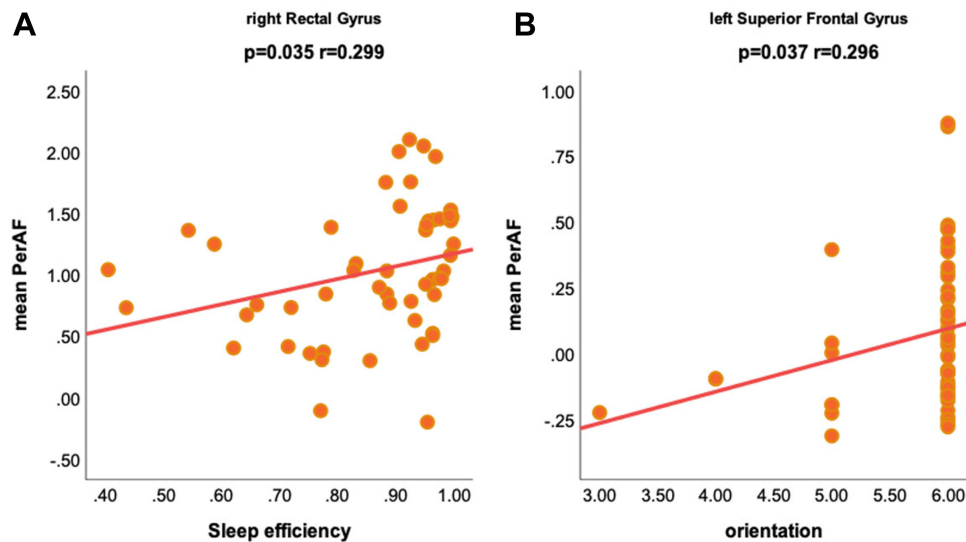 A
right Rectal Gyrus
p=0.035 r=0.299
mean PerAF
2.50
2.00
1.50
1.00
.50
.00
-.50
.40 .50 .60 .70 .80 .90 1.00
Sleep efficiency
B
left Superior Frontal Gyrus
p=0.037 r=0.296
mean PerAF
1.00
.75
.50
.25
.00
-.25
3.00 3.50 4.00 4.50 5.00 5.50 6.00
orientation